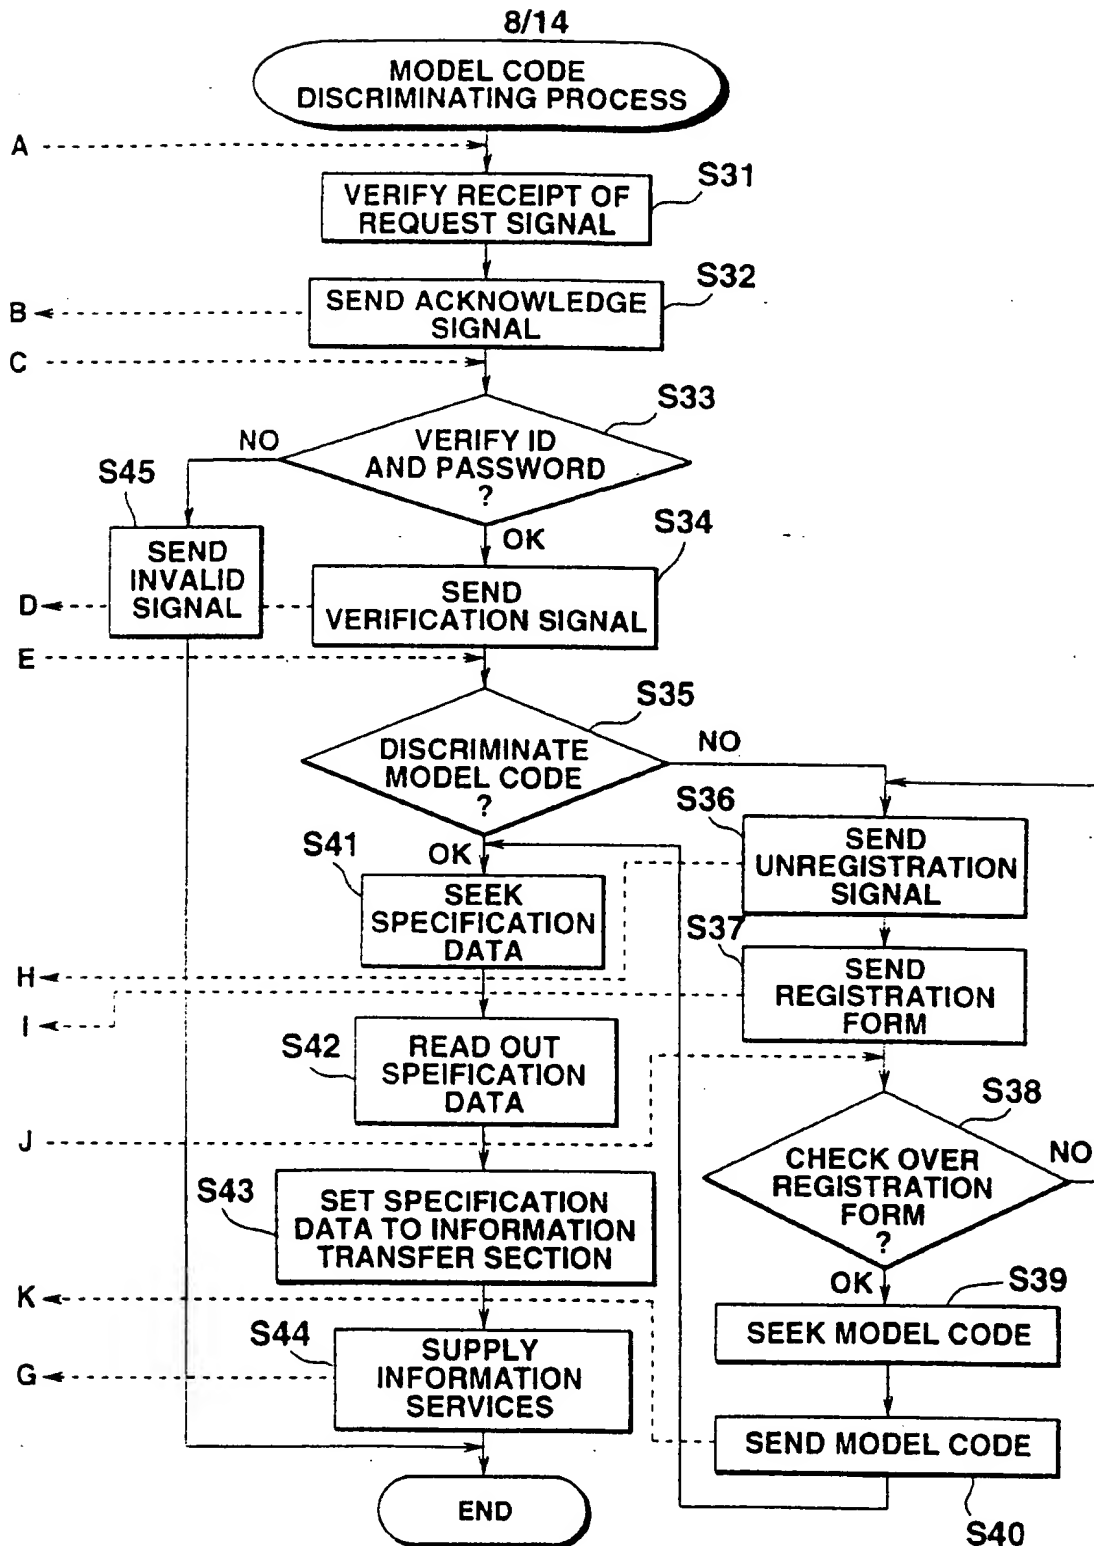 8/14
MODEL CODE
DISCRIMINATING PROCESS
A
S31
VERIFY RECEIPT OF
REQUEST SIGNAL
S32
SEND ACKNOWLEDGE
SIGNAL
B
C
S33
NO
VERIFY ID
AND PASSWORD
?
S45
OK
S34
SEND
INVALID
SIGNAL
SEND
VERIFICATION SIGNAL
D
E
S35
DISCRIMINATE
MODEL CODE
?
NO
S36
SEND
UNREGISTRATION
SIGNAL
S41
OK
SEEK
SPECIFICATION
DATA
S37
SEND
REGISTRATION
FORM
H
I
S42
READ OUT
SPEIFICATION
DATA
J
S38
CHECK OVER
REGISTRATION
FORM
?
NO
S43
SET SPECIFICATION
DATA TO INFORMATION
TRANSFER SECTION
K
OK
S39
SEEK MODEL CODE
S44
SUPPLY
INFORMATION
SERVICES
G
SEND MODEL CODE
S40
END